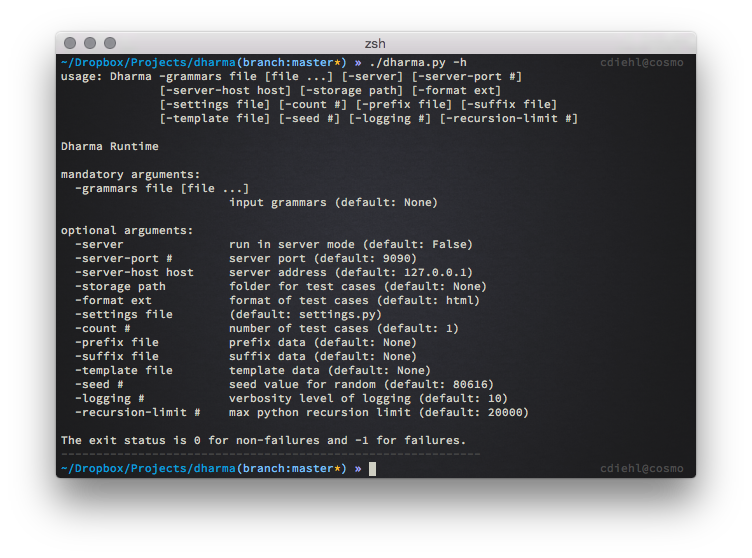 zsh
~/Dropbox/Projects/dharma(branch:master*) » ./dharma.py -h cdiehl@cosmo
usage: Dharma -grammars file [file ...] [-server] [-server-port #]
[-server-host host] [-storage path] [-format ext]
[-settings file] [-count #] [-prefix file] [-suffix file]
[-template file] [-seed #] [-logging #] [-recursion-limit #]
Dharma Runtime
mandatory arguments:
-grammars file [file ...]
input grammars (default: None)
optional arguments:
-server run in server mode (default: False)
-server-port # server port (default: 9090)
-server-host host server address (default: 127.0.0.1)
-storage path folder for test cases (default: None)
-format ext format of test cases (default: html)
-settings file (default: settings.py)
-count # number of test cases (default: 1)
-prefix file prefix data (default: None)
-suffix file suffix data (default: None)
-template file template data (default: None)
-seed # seed value for random (default: 80616)
-logging # verbosity level of logging (default: 10)
-recursion-limit # max python recursion limit (default: 20000)
The exit status is 0 for non-failures and -1 for failures.
------------------------------------------------------------
~/Dropbox/Projects/dharma(branch:master*) » cdiehl@cosmo